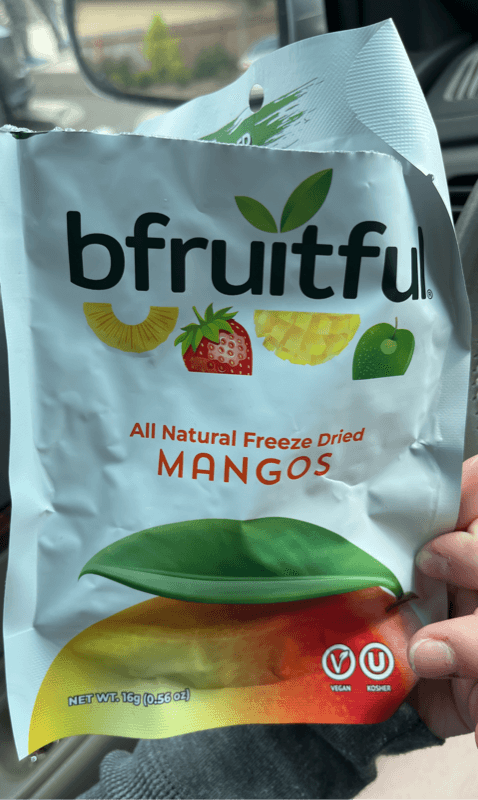 bfruitful®
All Natural Freeze Dried
MANGOS
V U
VEGAN KOSHER
NET WT. 16g (0.56 oz)